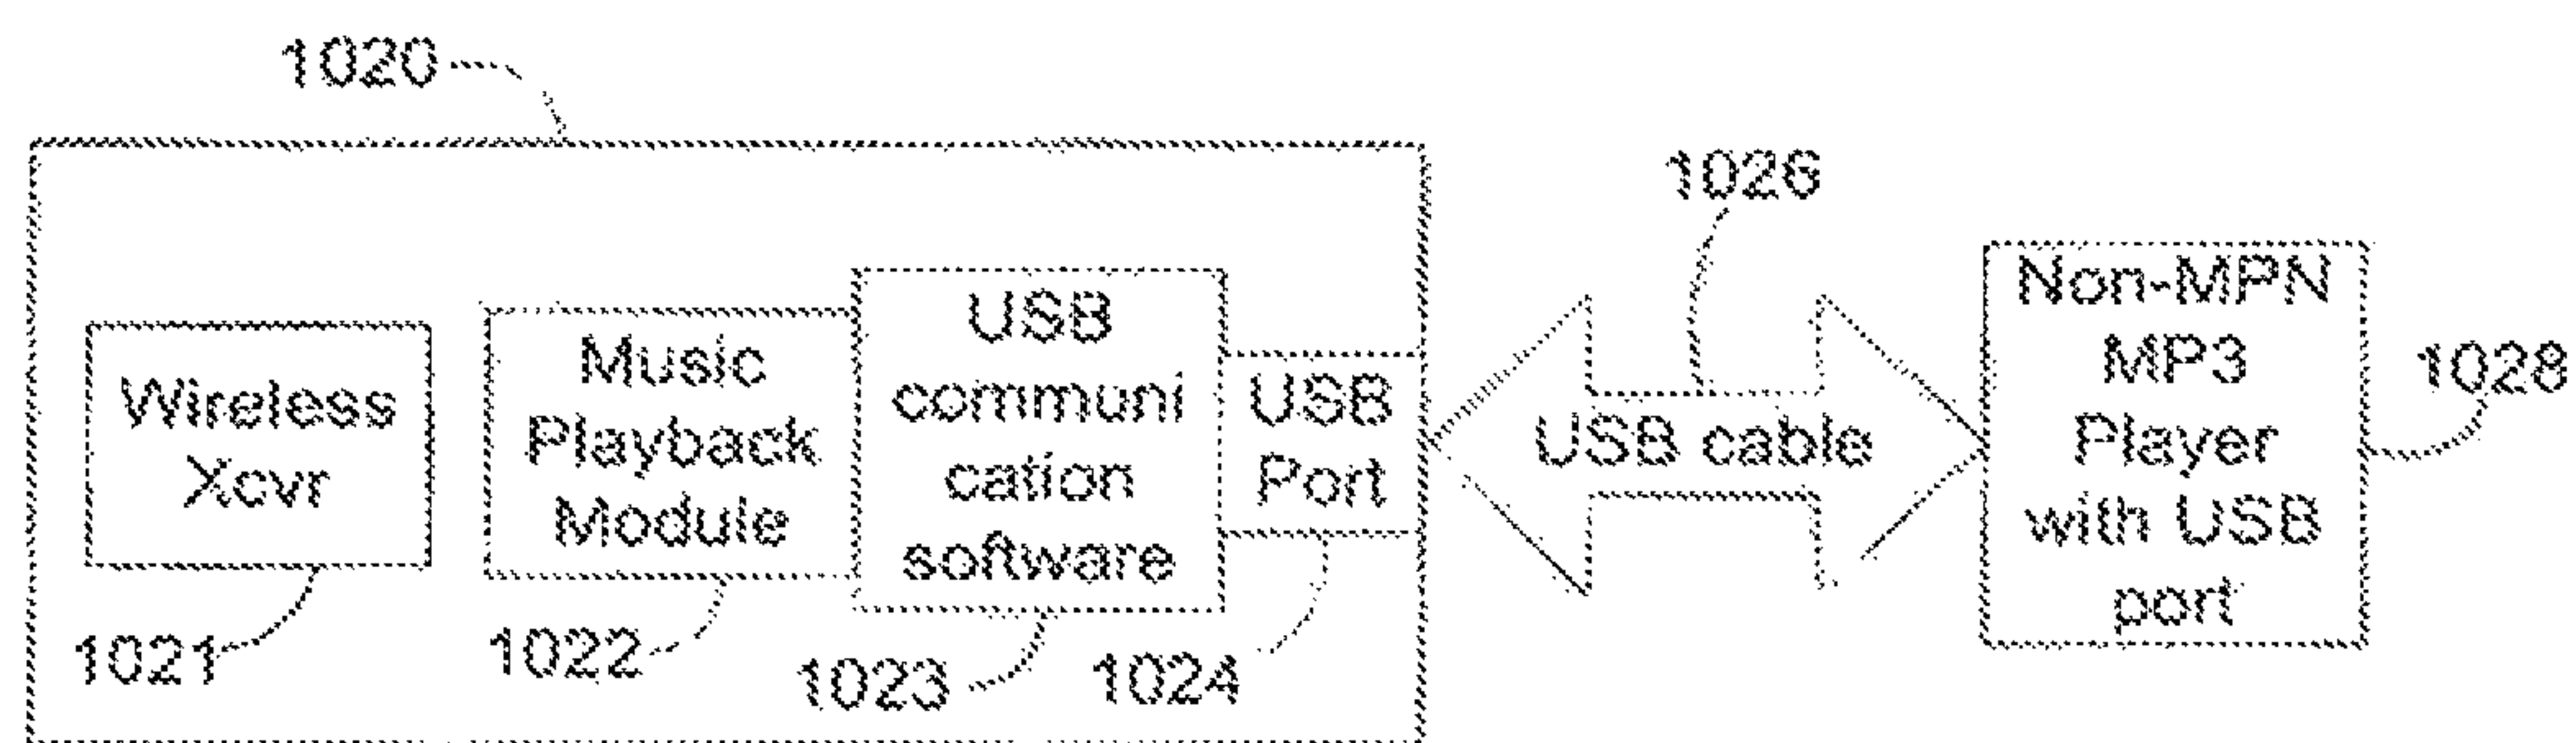 1020
1026
Wireless
Xcvr
Music
Playback
Module
USB
communi
cation
software
USB
Port
USB cable
Non-MPN
MP3
Player
with USB
port
1028
1021
1022
1023
1024